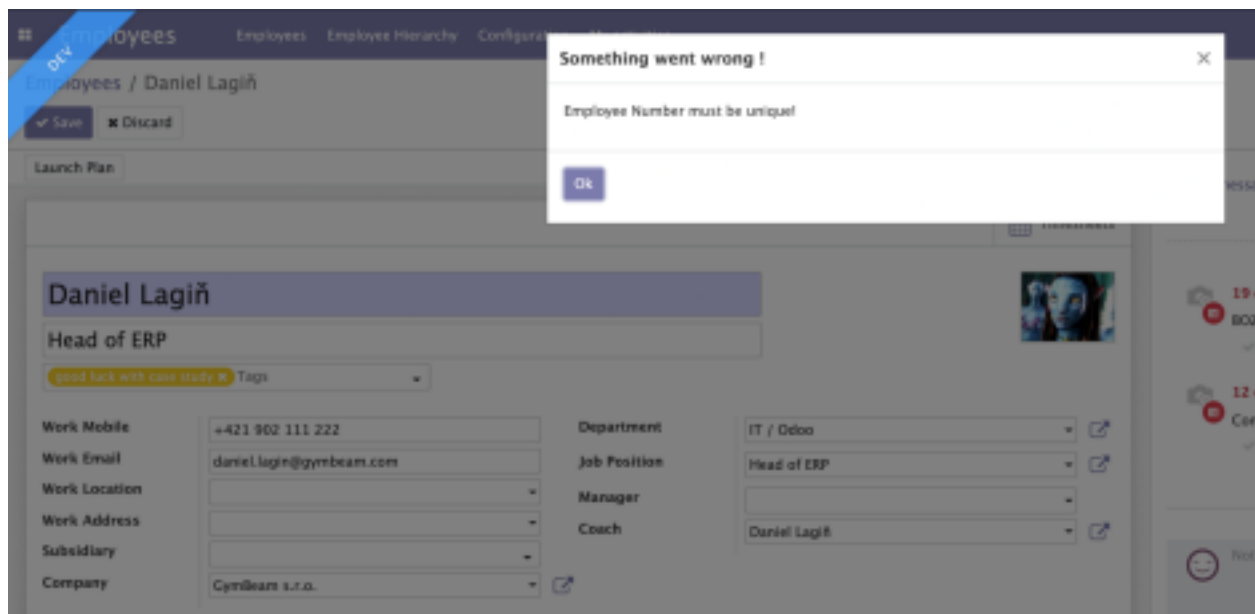 DEV
Employees
Employees Employee Hierarchy
Employees / Daniel Lagiň
Save Discard
Launch Plan
Something went wrong !
Employee Number must be unique!
Ok
Daniel Lagiň
Head of ERP
good luck with case study Tags
Work Mobile +421 902 111 222
Work Email daniel.lagin@gymbeam.com
Work Location
Work Address
Subsidiary
Company GymBeam s.r.o.
Department IT / Odoo
Job Position Head of ERP
Manager
Coach Daniel Lagiň
19
12